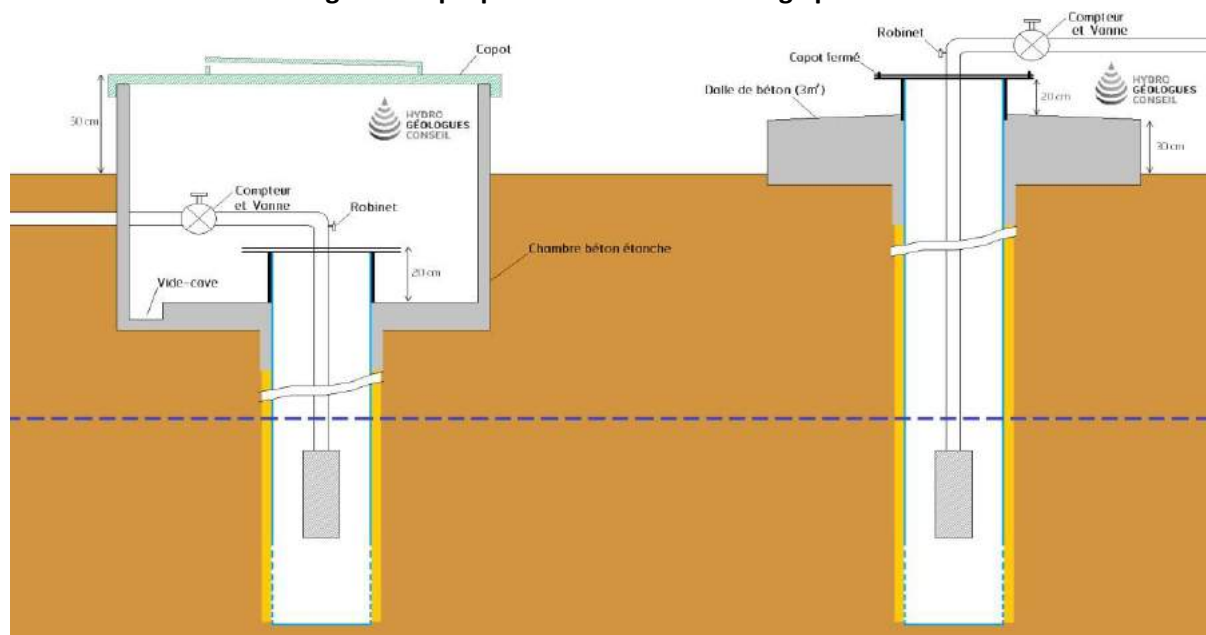 Capot
50 cm
HYDRO
GÉOLOGUES
CONSEIL
Compteur
et Vanne
Robinet
20 cm
Vide-cave
Chambre béton étanche
Compteur
et Vanne
Robinet
Capot fermé
Dalle de béton (3m²)
20 cm
HYDRO
GÉOLOGUES
CONSEIL
30 cm